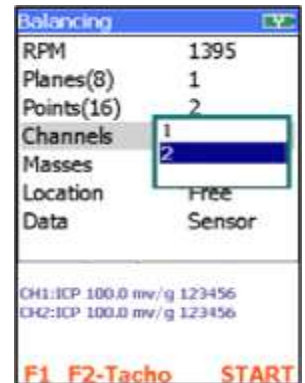 Balancing
RPM 1395
Planes(8) 1
Points(16) 2
Channels 1
2
Masses
Location Free
Data Sensor
CH1:ICP 100.0 mv/g 123456
CH2:ICP 100.0 mv/g 123456
F1 F2-Tacho START